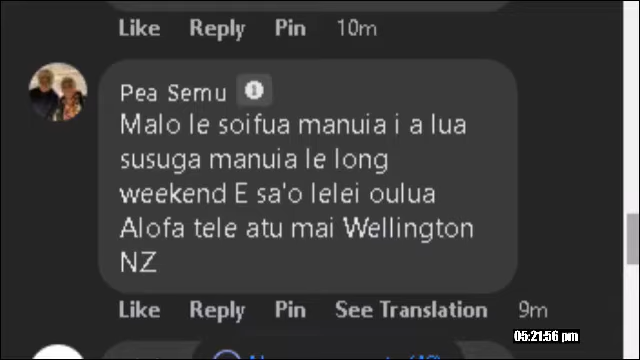 Like Reply Pin 10m
Pea Semu 1
Malo le soifua manuia i a lua
susuga manuia le long
weekend E sa'o lelei oulua
Alofa tele atu mai Wellington
NZ
Like Reply Pin See Translation 9m
05:21:56 pm